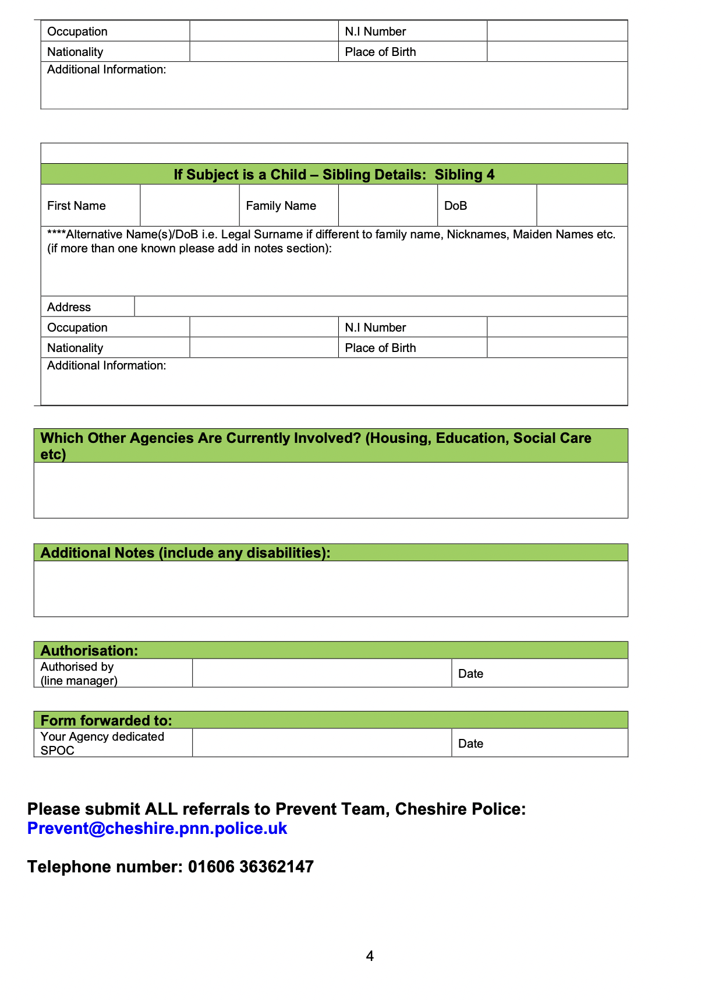 Occupation N.I Number
Nationality Place of Birth
Additional Information:
If Subject is a Child – Sibling Details:  Sibling 4
First Name Family Name DoB
****Alternative Name(s)/DoB i.e. Legal Surname if different to family name, Nicknames, Maiden Names etc.
(if more than one known please add in notes section):
Address
Occupation N.I Number
Nationality Place of Birth
Additional Information:
Which Other Agencies Are Currently Involved? (Housing, Education, Social Care
etc)
Additional Notes (include any disabilities):
Authorisation:
Authorised by
(line manager)
Date
Form forwarded to:
Your Agency dedicated
SPOC
Date
Please submit ALL referrals to Prevent Team, Cheshire Police:
Prevent@cheshire.pnn.police.uk
Telephone number: 01606 36362147
4